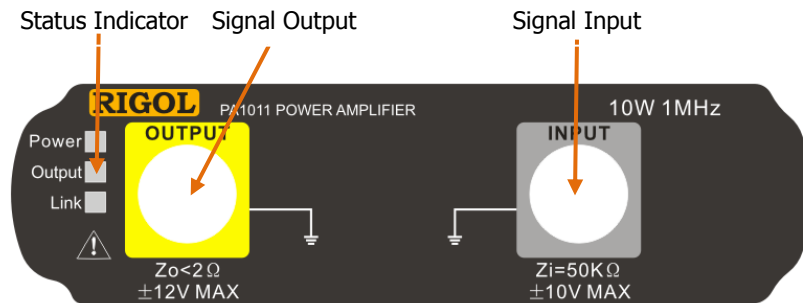 Status Indicator Signal Output Signal Input
RIGOL PA1011 POWER AMPLIFIER 10W 1MHz
OUTPUT INPUT
Power
Output
Link
Zo<2Ω Zi=50KΩ
±12V MAX ±10V MAX